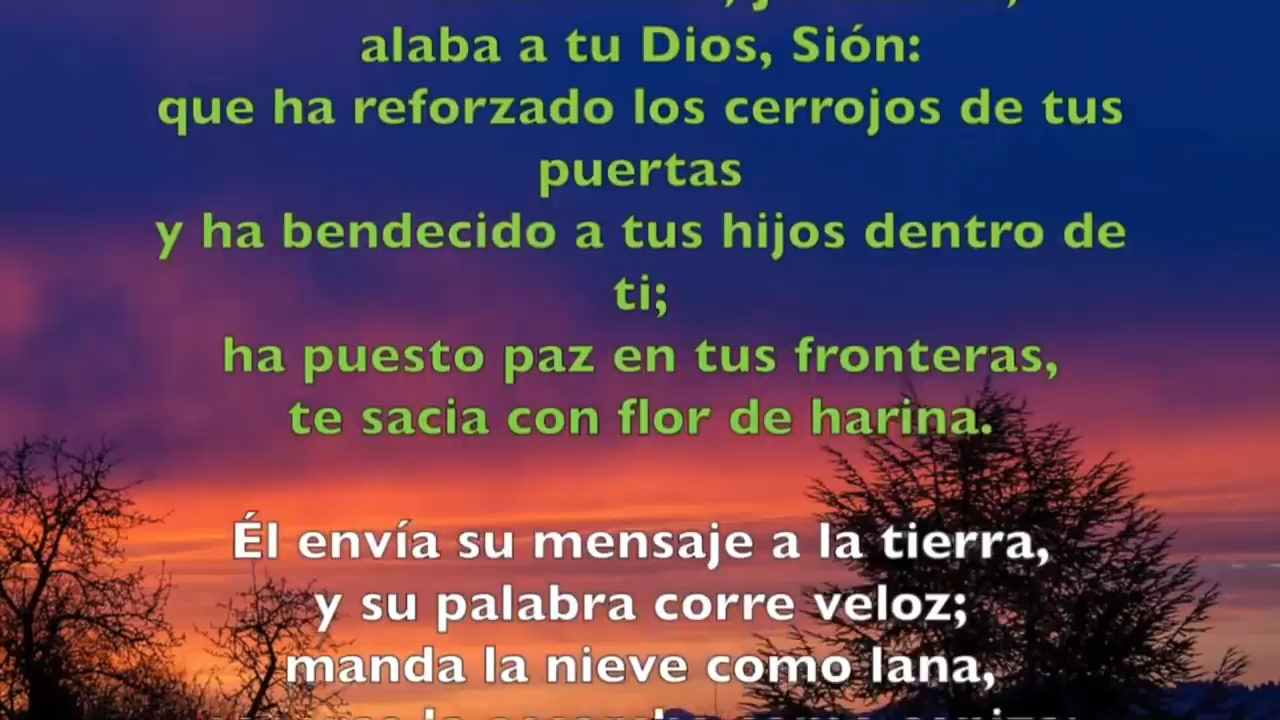 alaba a tu Dios, Sión:
que ha reforzado los cerrojos de tus
puertas
y ha bendecido a tus hijos dentro de
ti;
ha puesto paz en tus fronteras,
te sacia con flor de harina.
Él envía su mensaje a la tierra,
y su palabra corre veloz;
manda la nieve como lana,